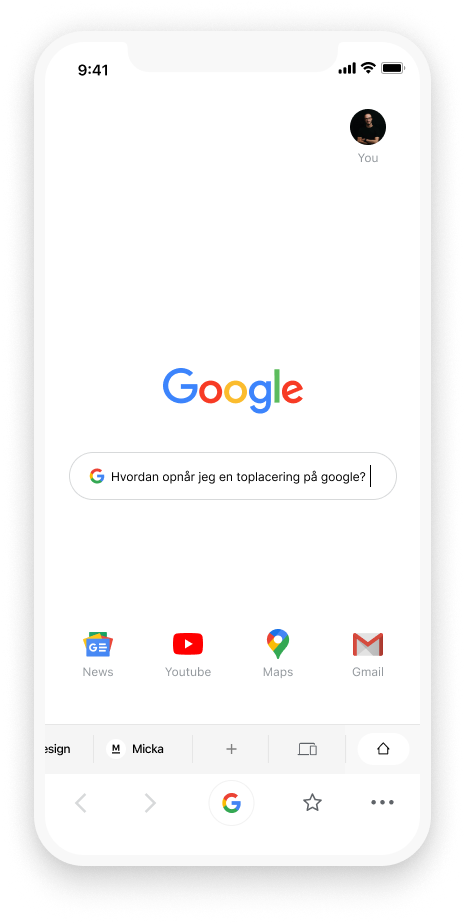 9:41
You
Google
G Hvordan opnår jeg en toplacering på google?
G≡
News
Youtube
Maps
Gmail
esign
M Micka
G